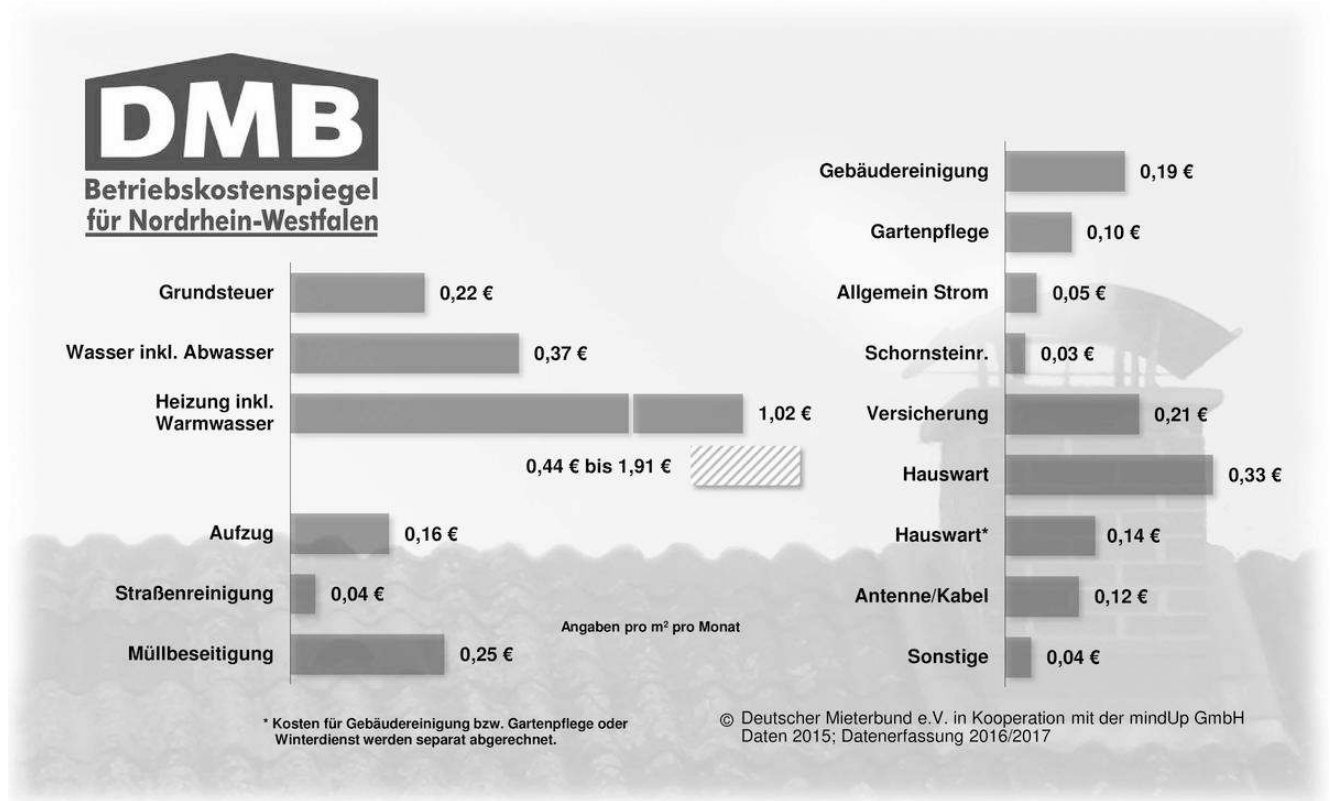 DMB
Betriebskostenspiegel
für Nordrhein-Westfalen
Grundsteuer 0,22 €
Wasser inkl. Abwasser 0,37 €
Heizung inkl.
Warmwasser 1,02 €
0,44 € bis 1,91 €
Aufzug 0,16 €
Straßenreinigung 0,04 €
Müllbeseitigung 0,25 €
Angaben pro m² pro Monat
* Kosten für Gebäudereinigung bzw. Gartenpflege oder
Winterdienst werden separat abgerechnet.
Gebäudereinigung 0,19 €
Gartenpflege 0,10 €
Allgemein Strom 0,05 €
Schornsteinr. 0,03 €
Versicherung 0,21 €
Hauswart 0,33 €
Hauswart* 0,14 €
Antenne/Kabel 0,12 €
Sonstige 0,04 €
© Deutscher Mieterbund e.V. in Kooperation mit der mindUp GmbH
Daten 2015; Datenerfassung 2016/2017